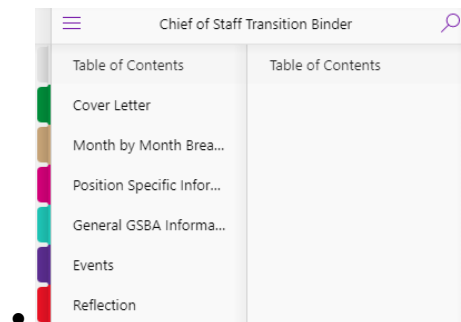 Chief of Staff Transition Binder
Table of Contents
Cover Letter
Month by Month Brea...
Position Specific Infor...
General GSBA Informa...
Events
Reflection
Table of Contents